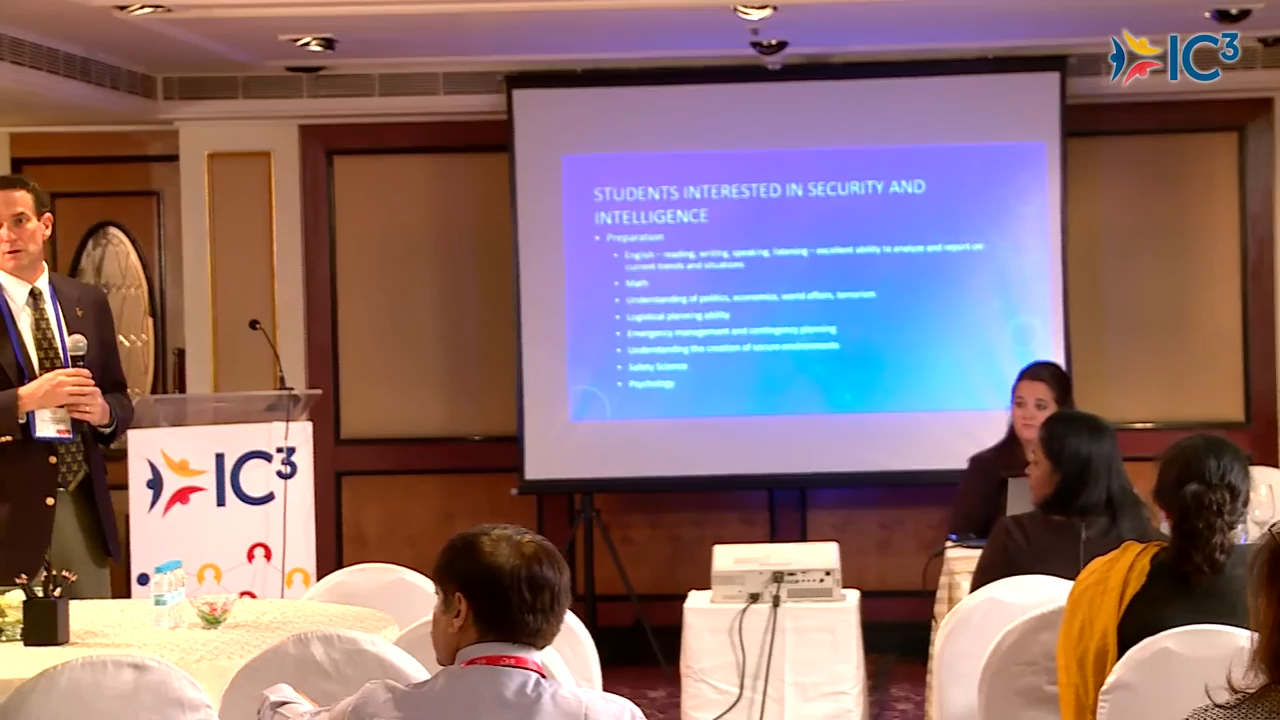 IC³
STUDENTS INTERESTED IN SECURITY AND
INTELLIGENCE
• Preparation
• English – reading, writing, speaking, listening – excellent ability to analyze and report on
current trends and situations
• Math
• Understanding of politics, economics, world affairs, terrorism
• Logistical planning ability
• Emergency management and contingency planning
• Understanding the creation of secure environments
• Safety Science
• Psychology
IC³